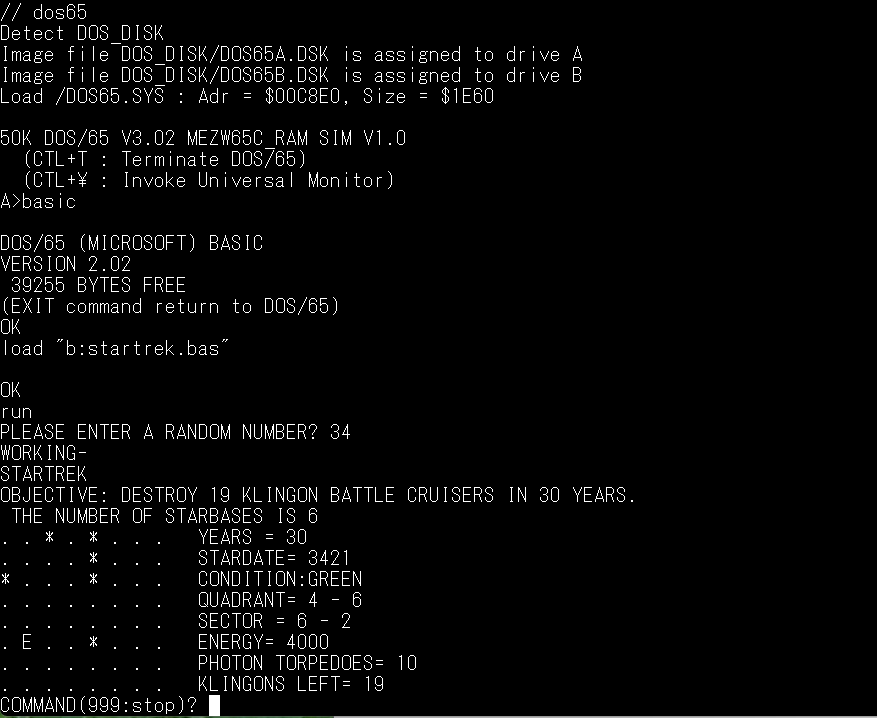 // dos65
Detect DOS_DISK
Image file DOS_DISK/DOS65A.DSK is assigned to drive A
Image file DOS_DISK/DOS65B.DSK is assigned to drive B
Load /DOS65.SYS : Adr = $00C8E0, Size = $1E60

50K DOS/65 V3.02 MEZW65C_RAM SIM V1.0
  (CTL+T : Terminate DOS/65)
  (CTL+¥ : Invoke Universal Monitor)
A>basic

DOS/65 (MICROSOFT) BASIC
VERSION 2.02
 39255 BYTES FREE
(EXIT command return to DOS/65)
OK
load "b:startrek.bas"

OK
run
PLEASE ENTER A RANDOM NUMBER? 34
WORKING-
STARTREK
OBJECTIVE: DESTROY 19 KLINGON BATTLE CRUISERS IN 30 YEARS.
 THE NUMBER OF STARBASES IS 6
. . * . * . . .   YEARS = 30
. . . . * . . .   STARDATE= 3421
* . . . * . . .   CONDITION:GREEN
. . . . . . . .   QUADRANT= 4 - 6
. . . . . . . .   SECTOR = 6 - 2
. E . . * . . .   ENERGY= 4000
. . . . . . . .   PHOTON TORPEDOES= 10
. . . . . . . .   KLINGONS LEFT= 19
COMMAND(999:stop)?